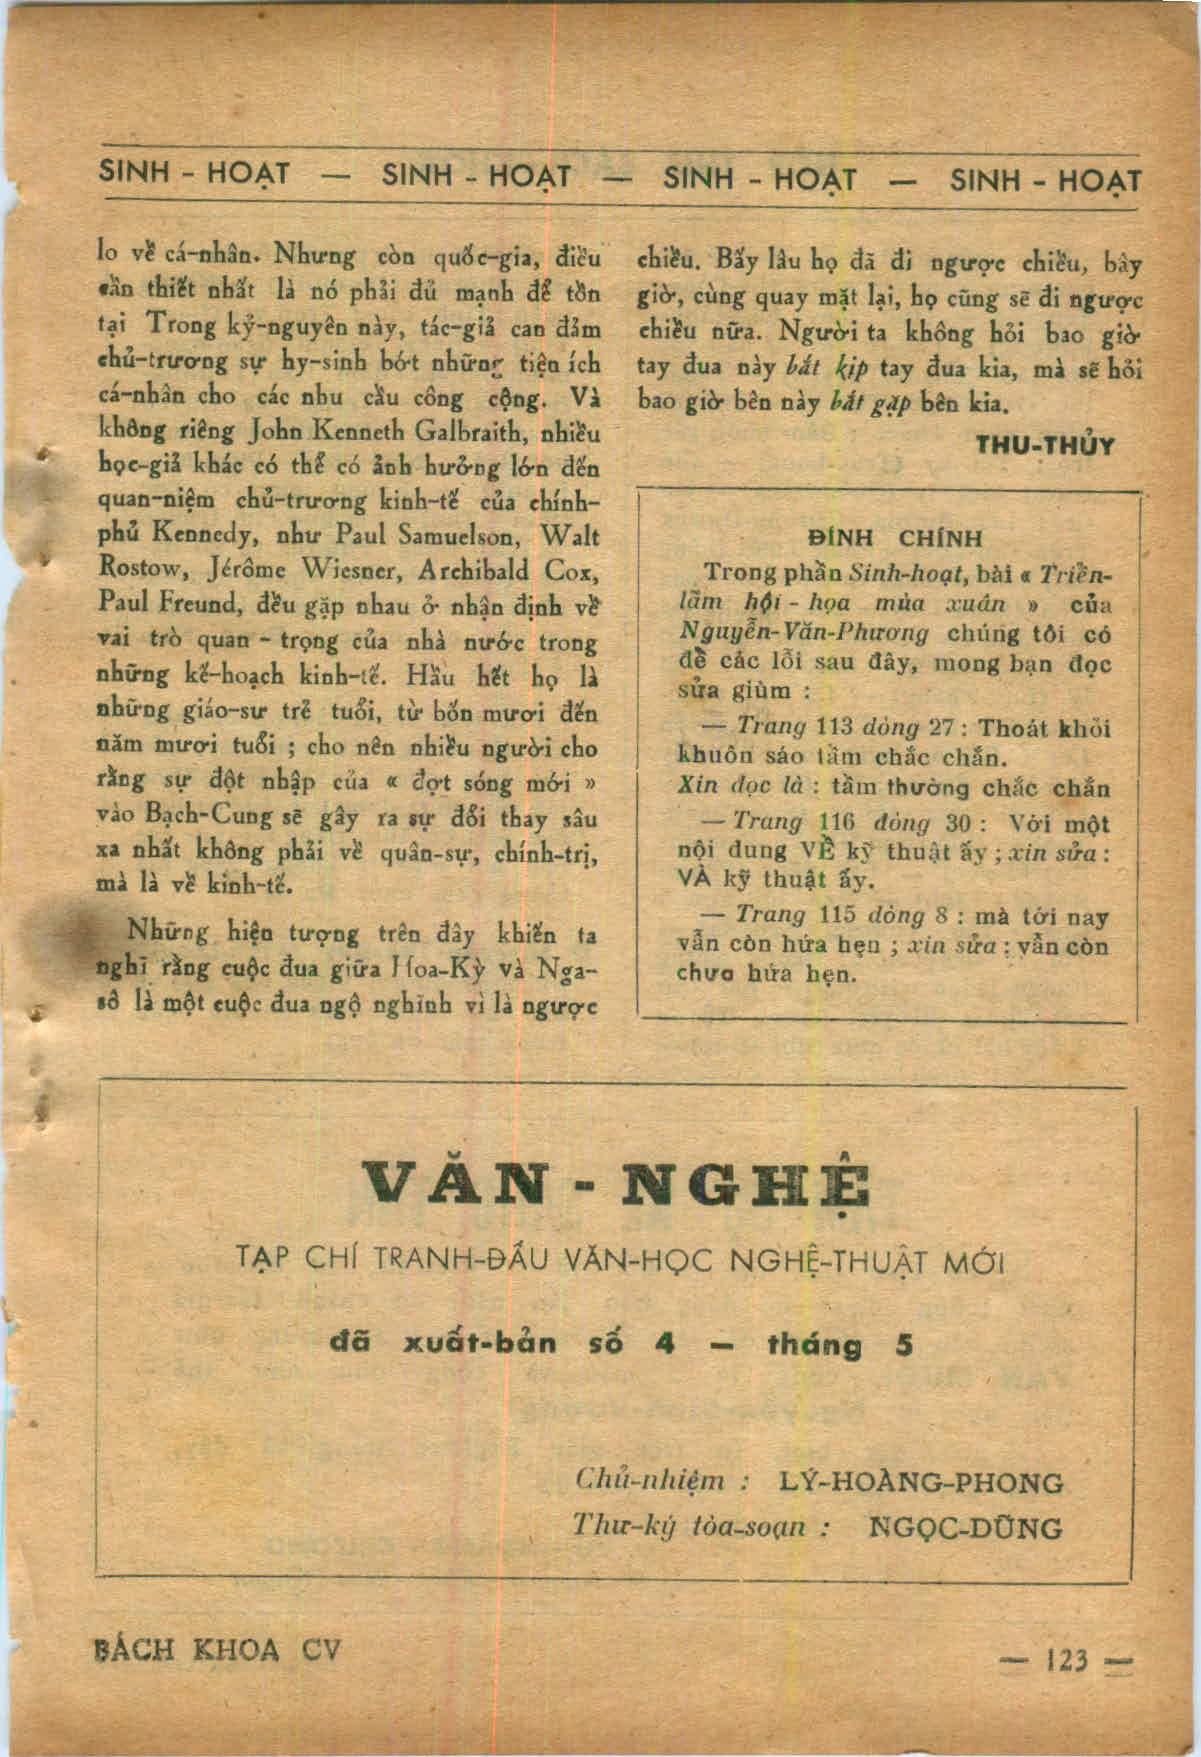 SINH - HOẠT — SINH - HOẠT — SINH - HOẠT — SINH - HOẠT
lo về cá-nhân. Nhưng còn quốc-gia, điều
cần thiết nhất là nó phải đủ mạnh để tồn
tại Trong kỷ-nguyên này, tác-giả can đảm
chủ-trương sự hy-sinh bớt những tiện ích
cá-nhân cho các nhu cầu công cộng. Và
không riêng John Kenneth Galbraith, nhiều
học-giả khác có thể có ảnh hưởng lớn đến
quan-niệm chủ-trương kinh-tế của chính-
phủ Kennedy, như Paul Samuelson, Walt
Rostow, Jérôme Wiesner, Archibald Cox,
Paul Freund, đều gặp nhau ở nhận định về
vai trò quan - trọng của nhà nước trong
những kế-hoạch kinh-tế. Hầu hết họ là
những giáo-sư trẻ tuổi, từ bốn mươi đến
năm mươi tuổi ; cho nên nhiều người cho
rằng sự đột nhập của « đợt sóng mới »
vào Bạch-Cung sẽ gây ra sự đổi thay sâu
xa nhất không phải về quân-sự, chính-trị,
mà là về kinh-tế.
Những hiện tượng trên đây khiến ta
nghĩ rằng cuộc đua giữa Hoa-Kỳ và Nga-
sô là một cuộc đua ngộ nghĩnh vì là ngược
chiều. Bấy lâu họ đã đi ngược chiều, bây
giờ, cùng quay mặt lại, họ cũng sẽ đi ngược
chiều nữa. Người ta không hỏi bao giờ
tay đua này bắt kịp tay đua kia, mà sẽ hỏi
bao giờ bên này bắt gặp bên kia.
THU-THỦY
ĐÍNH CHÍNH
Trong phần Sinh-hoạt, bài « Triền-
lãm hội - họa mùa xuân » của
Nguyễn-Văn-Phương chúng tôi có
đề các lỗi sau đây, mong bạn đọc
sửa giùm :
— Trang 113 dòng 27 : Thoát khỏi
khuôn sáo tầm chắc chắn.
Xin đọc là : tầm thường chắc chắn
— Trang 116 dòng 30 : Với một
nội dung VỀ kỹ thuật ấy ; xin sửa :
VÀ kỹ thuật ấy.
— Trang 115 dòng 8 : mà tới nay
vẫn còn hứa hẹn ; xin sửa : vẫn còn
chưa hứa hẹn.
VĂN - NGHỆ
TẠP CHÍ TRANH-ĐẤU VĂN-HỌC NGHỆ-THUẬT MỚI
đã xuất-bản số 4 — tháng 5
Chủ-nhiệm : LÝ-HOÀNG-PHONG
Thư-ký tòa-soạn : NGỌC-DŨNG
BÁCH KHOA CV
— 123 —